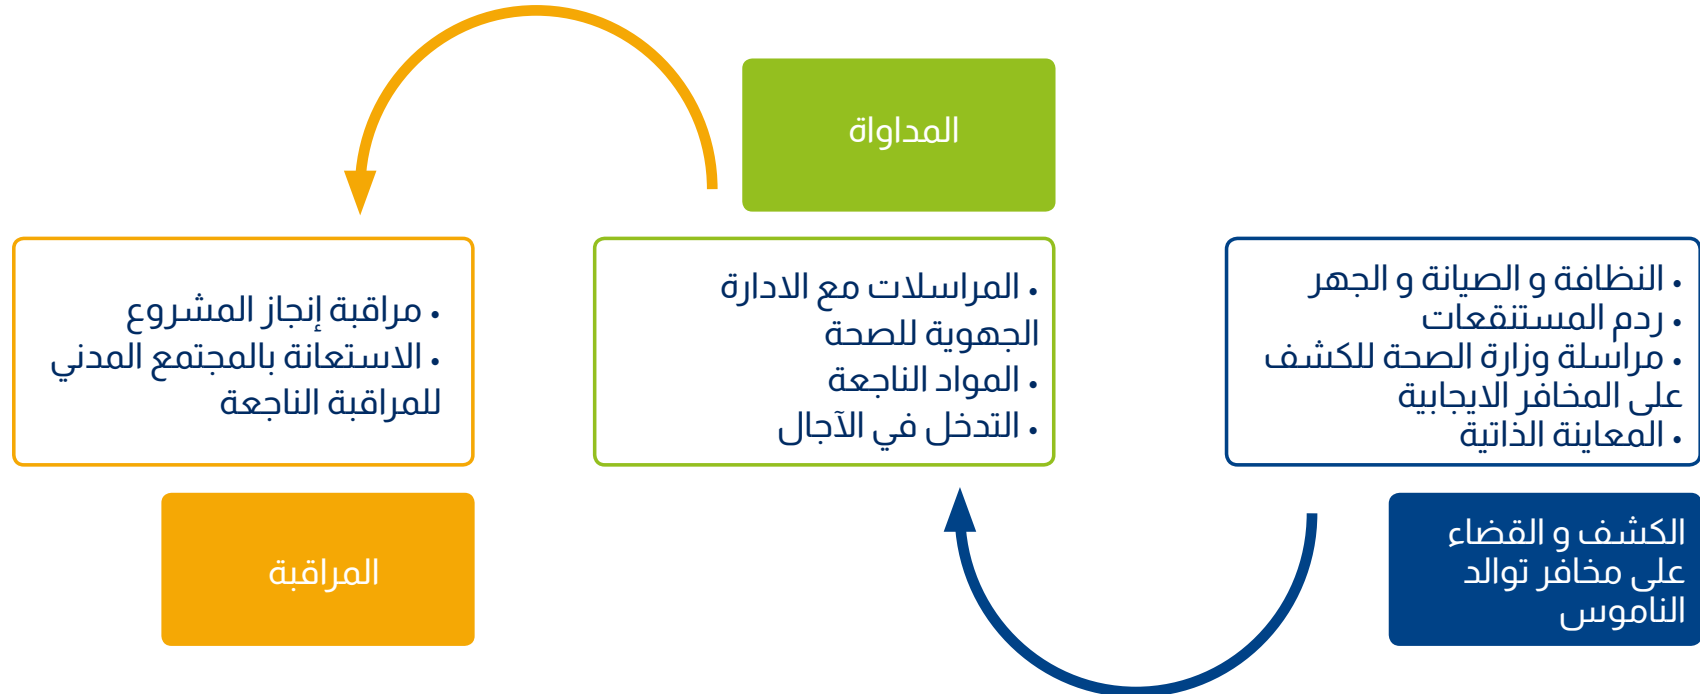 • النظافة و الصيانة و الجهر
• ردم المستنقعات
• مراسلة وزارة الصحة للكشف
على المخافر الايجابية
• المعاينة الذاتية
الكشف و القضاء
على مخافر توالد
الناموس
المداواة
• المراسلات مع الادارة
الجهوية للصحة
• المواد الناجعة
• التدخل في الآجال
• مراقبة إنجاز المشروع
• الاستعانة بالمجتمع المدني
للمراقبة الناجعة
المراقبة